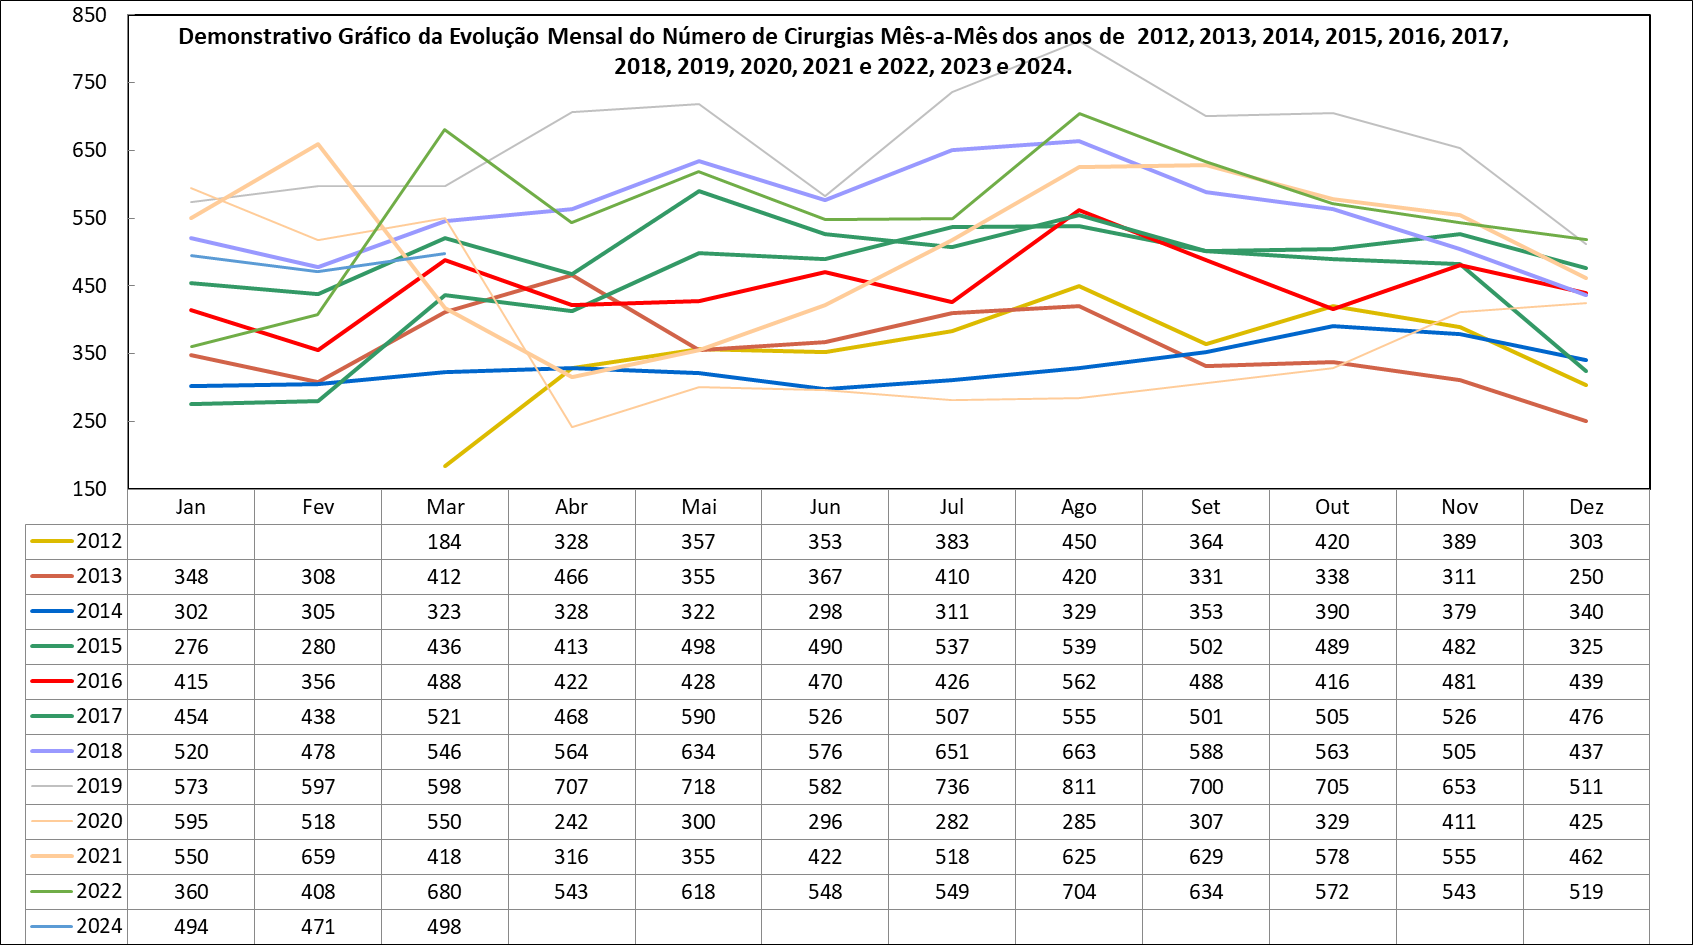 Demonstrativo Gráfico da Evolução Mensal do Número de Cirurgias Mês-a-Mês dos anos de 2012, 2013, 2014, 2015, 2016, 2017,
2018, 2019, 2020, 2021 e 2022, 2023 e 2024.
850
750
650
550
450
350
250
150
Jan Fev Mar Abr Mai Jun Jul Ago Set Out Nov Dez
2012 184 328 357 353 383 450 364 420 389 303
2013 348 308 412 466 355 367 410 420 331 338 311 250
2014 302 305 323 328 322 298 311 329 353 390 379 340
2015 276 280 436 413 498 490 537 539 502 489 482 325
2016 415 356 488 422 428 470 426 562 488 416 481 439
2017 454 438 521 468 590 526 507 555 501 505 526 476
2018 520 478 546 564 634 576 651 663 588 563 505 437
2019 573 597 598 707 718 582 736 811 700 705 653 511
2020 595 518 550 242 300 296 282 285 307 329 411 425
2021 550 659 418 316 355 422 518 625 629 578 555 462
2022 360 408 680 543 618 548 549 704 634 572 543 519
2024 494 471 498